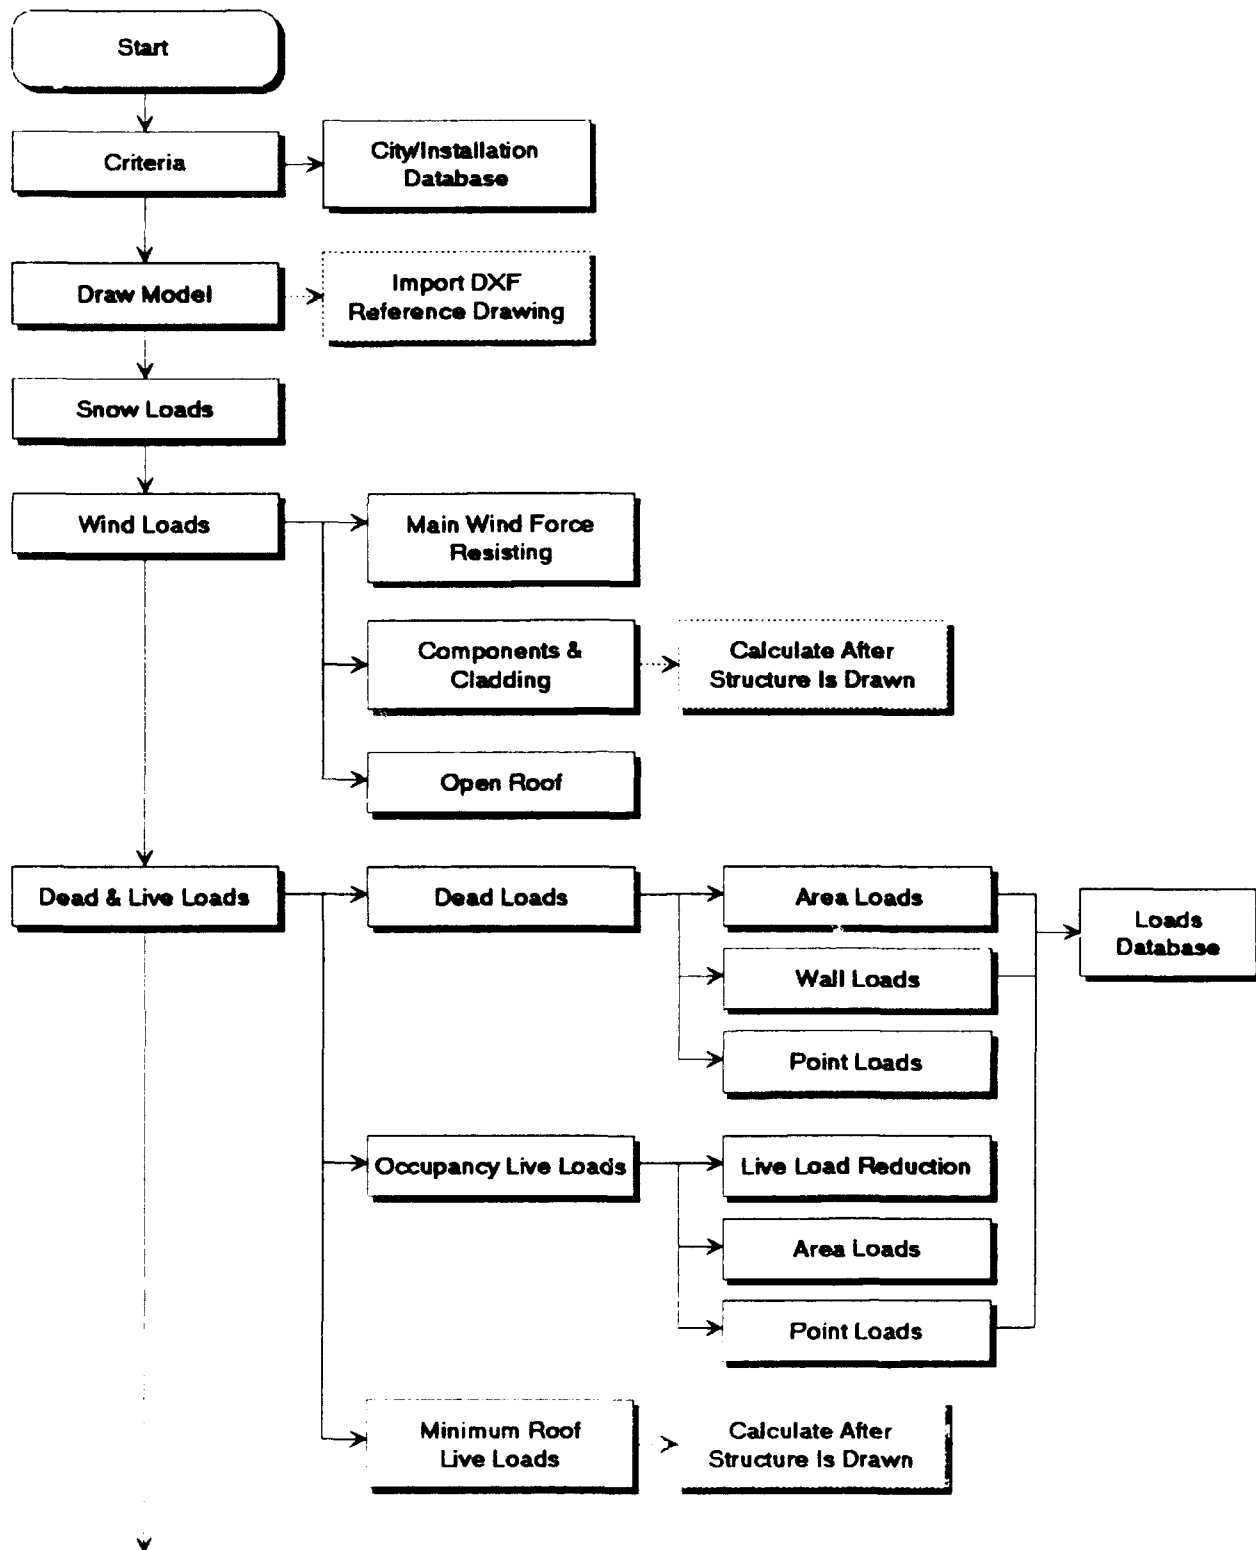 Start
Criteria
City/Installation
Database
Draw Model
Import DXF
Reference Drawing
Snow Loads
Wind Loads
Main Wind Force
Resisting
Components &
Cladding
Calculate After
Structure Is Drawn
Open Roof
Dead & Live Loads
Dead Loads
Area Loads
Loads
Database
Wall Loads
Point Loads
Occupancy Live Loads
Live Load Reduction
Area Loads
Point Loads
Minimum Roof
Live Loads
Calculate After
Structure Is Drawn